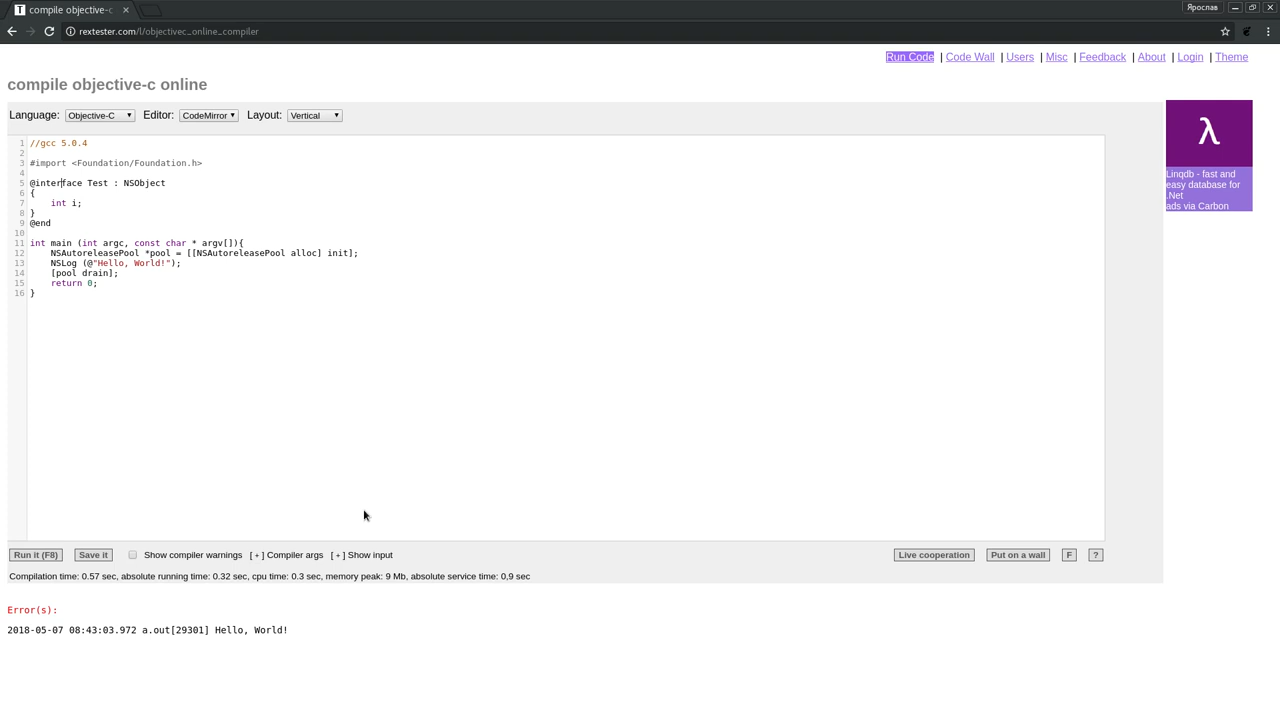 compile objective-c
Ярослав
rextester.com/l/objectivec_online_compiler
Run Code | Code Wall | Users | Misc | Feedback | About | Login | Theme
compile objective-c online
Language: Objective-C Editor: CodeMirror Layout: Vertical
1 //gcc 5.0.4
2
3 #import <Foundation/Foundation.h>
4
5 @interface Test : NSObject
6 {
7     int i;
8 }
9 @end
10
11 int main (int argc, const char * argv[]){
12     NSAutoreleasePool *pool = [[NSAutoreleasePool alloc] init];
13     NSLog (@"Hello, World!");
14     [pool drain];
15     return 0;
16 }
λ
Linqdb - fast and
easy database for
.Net
ads via Carbon
Run it (F8) Save it Show compiler warnings [ + ] Compiler args [ + ] Show input Live cooperation Put on a wall F ?
Compilation time: 0.57 sec, absolute running time: 0.32 sec, cpu time: 0.3 sec, memory peak: 9 Mb, absolute service time: 0,9 sec
Error(s):
2018-05-07 08:43:03.972 a.out[29301] Hello, World!